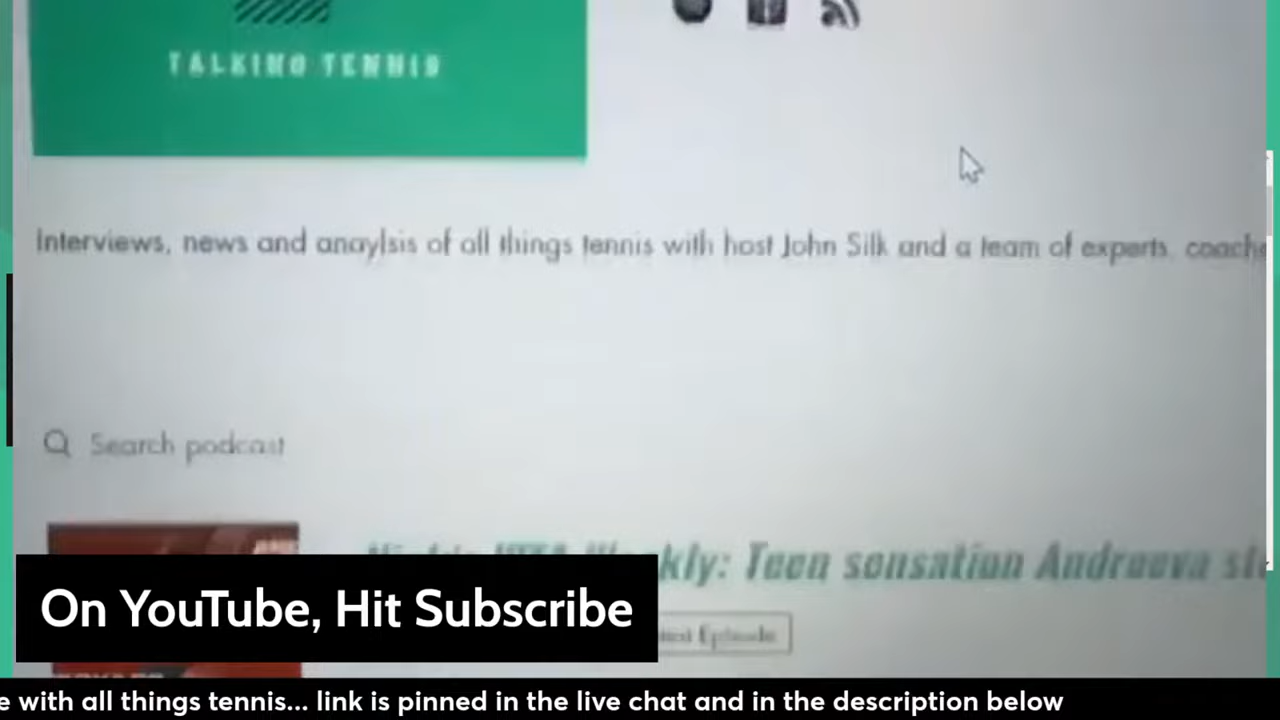 TALKING TENNIS
Interviews, news and anaylsis of all things tennis with host John Silk and a team of experts, coache
Search podcast
kly: Teen sensation Andreeva
Episode
On YouTube, Hit Subscribe
e with all things tennis... link is pinned in the live chat and in the description below